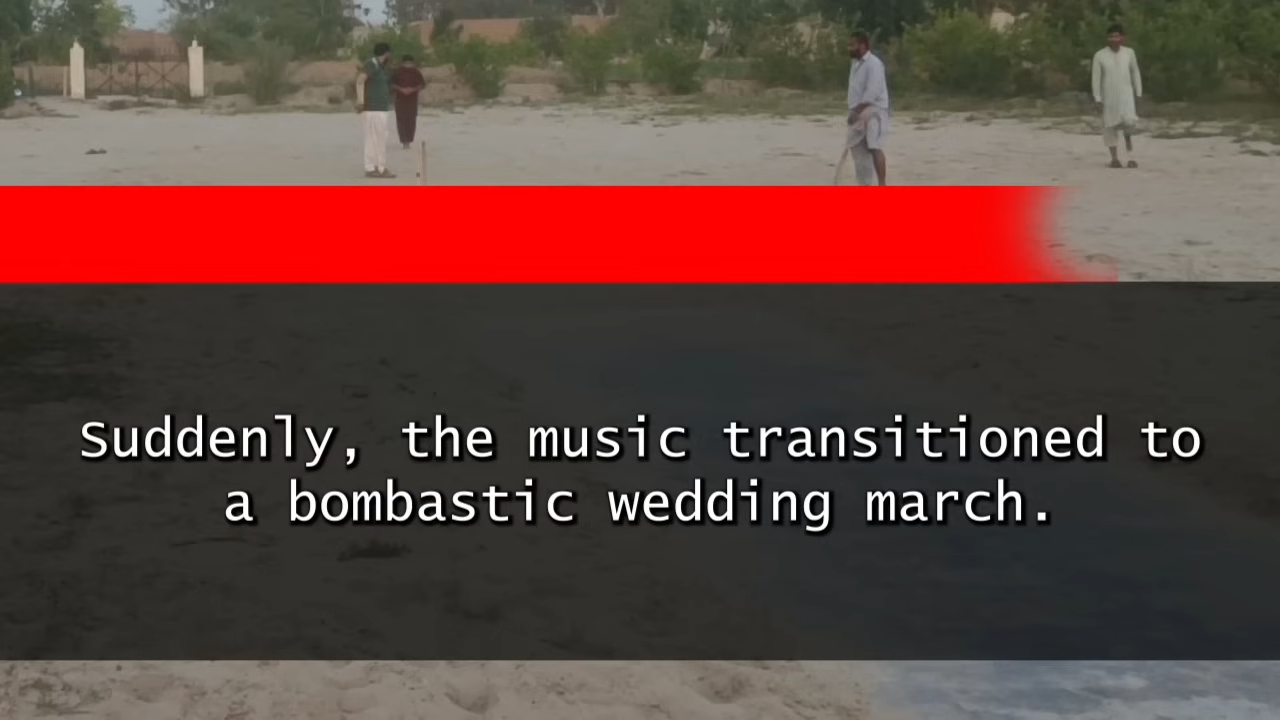 Suddenly, the music transitioned to
a bombastic wedding march.